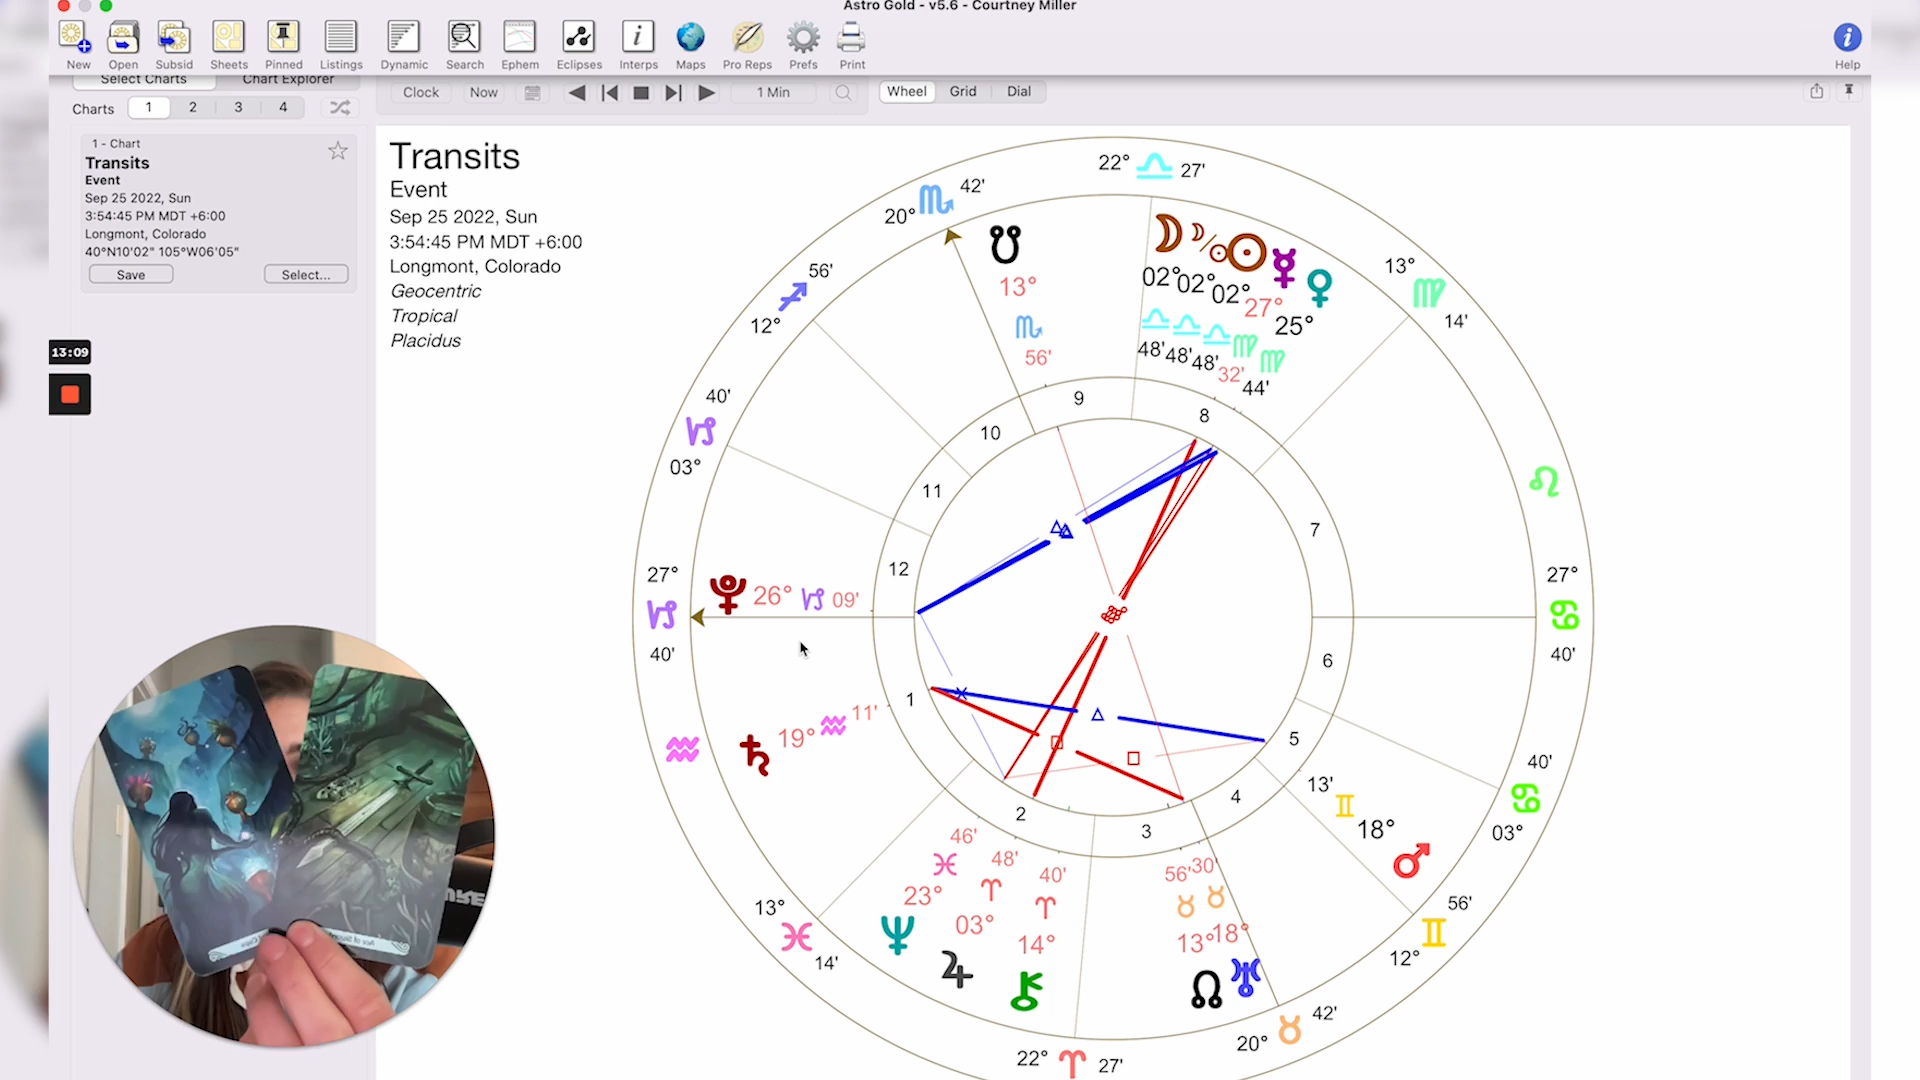 Astro Gold - v5.6 - Courtney Miller
New Open Subsid Sheets Pinned Listings Dynamic Search Ephem Eclipses Interps Maps Pro Reps Prefs Print Help
Select Charts Chart Explorer
Clock Now 1 Min Wheel Grid Dial
Charts 1 2 3 4
1 - Chart
Transits
Event
Sep 25 2022, Sun
3:54:45 PM MDT +6:00
Longmont, Colorado
40°N10'02" 105°W06'05"
Save Select...
Transits
Event
Sep 25 2022, Sun
3:54:45 PM MDT +6:00
Longmont, Colorado
Geocentric
Tropical
Placidus
13:09
22° ♎ 27'
20° ♏ 42'
13° ♍ 14'
12° ♐ 56'
03° ♑ 40'
27° ♑ 40'
27° ♋ 40'
03° ♋ 40'
12° ♊ 56'
20° ♉ 42'
22° ♈ 27'
13° ♓ 14'
♌
♒
☋ 13° ♏ 56'
☽ 02° ♎ 48'
☽/☉ 02° ♎ 48'
☉ 02° ♎ 48'
☿ 27° ♍ 32'
♀ 25° ♍ 44'
♇ 26° ♑ 09'
♄ 19° ♒ 11'
♆ 23° ♓ 46'
♃ 03° ♈ 48'
⚷ 14° ♈ 40'
☊ 13° ♉ 56'
♅ 18° ♉ 30'
♂ 18° ♊ 13'
1
2
3
4
5
6
7
8
9
10
11
12